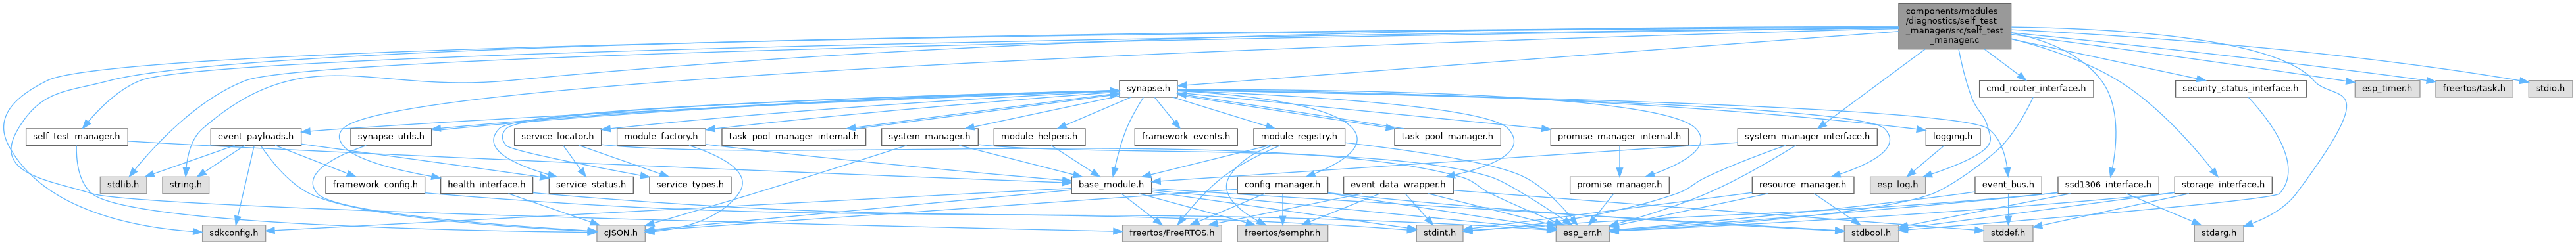 components/modules
/diagnostics/self_test
_manager/src/self_test
_manager.c
synapse.h
cmd_router_interface.h
security_status_interface.h
esp_timer.h
freertos/task.h
stdio.h
self_test_manager.h
event_payloads.h
synapse_utils.h
service_locator.h
module_factory.h
task_pool_manager_internal.h
system_manager.h
module_helpers.h
framework_events.h
module_registry.h
task_pool_manager.h
promise_manager_internal.h
system_manager_interface.h
logging.h
stdlib.h
string.h
framework_config.h
health_interface.h
service_status.h
service_types.h
base_module.h
config_manager.h
event_data_wrapper.h
promise_manager.h
resource_manager.h
esp_log.h
event_bus.h
ssd1306_interface.h
storage_interface.h
sdkconfig.h
cJSON.h
freertos/FreeRTOS.h
freertos/semphr.h
stdint.h
esp_err.h
stdbool.h
stddef.h
stdarg.h